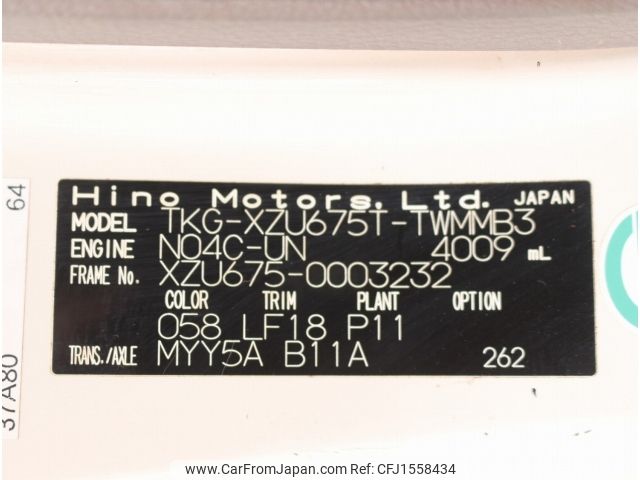 Hino Motors, Ltd. JAPAN
MODEL TKG-XZU675T-TWMMB3
ENGINE N04C-UN 4009 mL
FRAME No. XZU675-0003232
COLOR TRIM PLANT OPTION
058 LF18 P11
TRANS./AXLE MYY5A B11A 262
64
37A80
www.CarFromJapan.com CFJ1558434